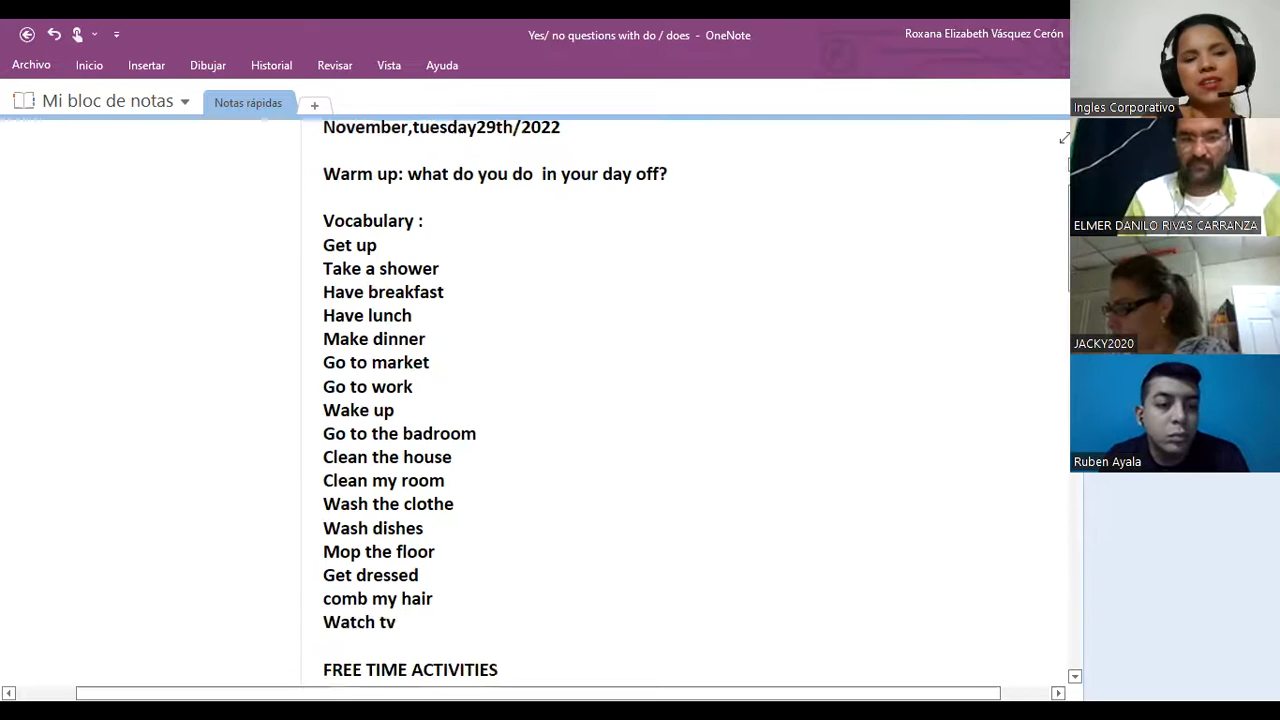 Yes/ no questions with do / does - OneNote
Roxana Elizabeth Vásquez Cerón
Archivo Inicio Insertar Dibujar Historial Revisar Vista Ayuda
Mi bloc de notas
Notas rápidas
+
November,tuesday29th/2022
Warm up: what do you do  in your day off?
Vocabulary :
Get up
Take a shower
Have breakfast
Have lunch
Make dinner
Go to market
Go to work
Wake up
Go to the badroom
Clean the house
Clean my room
Wash the clothe
Wash dishes
Mop the floor
Get dressed
comb my hair
Watch tv
FREE TIME ACTIVITIES
Ingles Corporativo
ELMER DANILO RIVAS CARRANZA
JACKY2020
Ruben Ayala